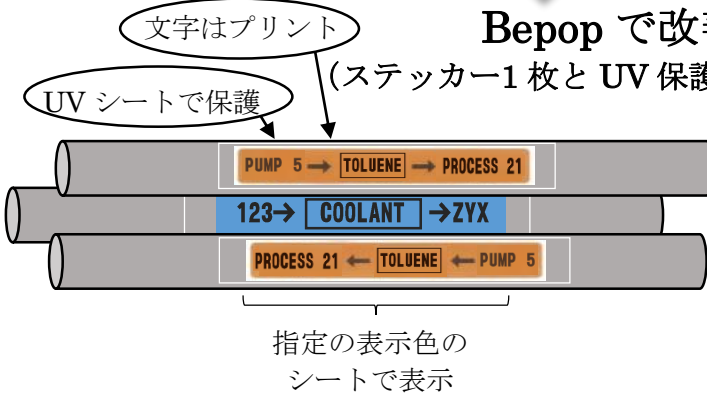 文字はプリント
Bepop で改
(ステッカー1 枚と UV 保護
UV シートで保護
PUMP 5 → TOLUENE → PROCESS 21
123→ COOLANT →ZYX
PROCESS 21 ← TOLUENE ← PUMP 5
指定の表示色の
シートで表示